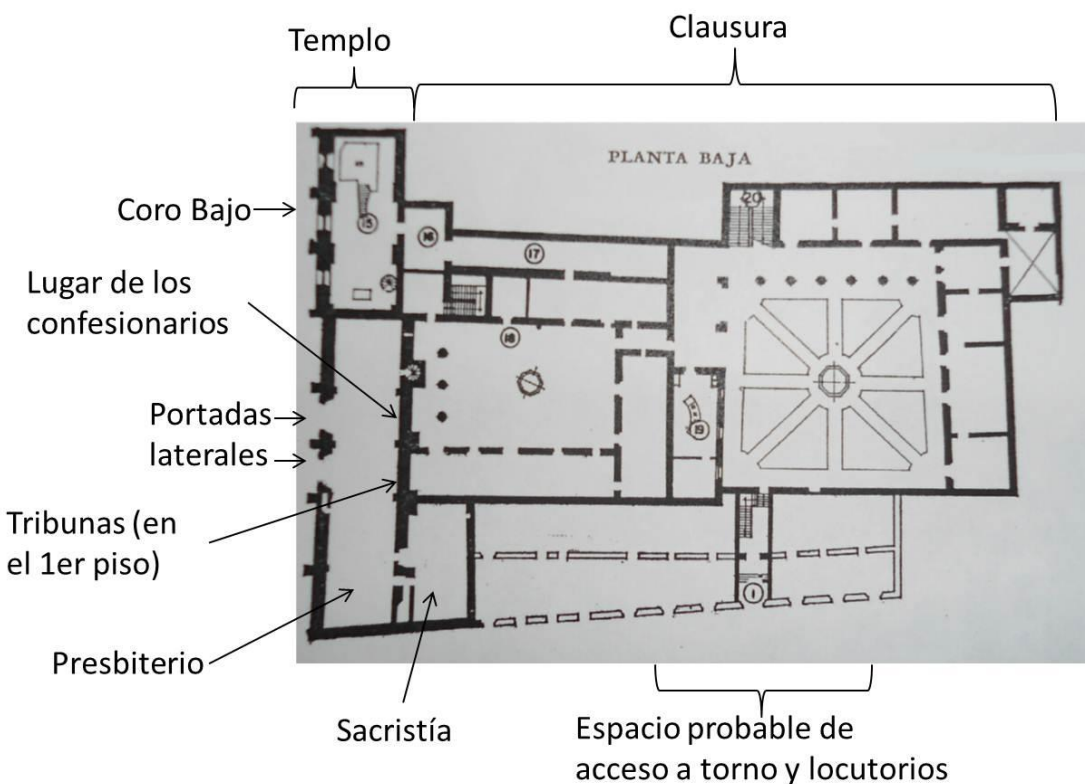 Templo
Clausura
PLANTA BAJA
Coro Bajo
Lugar de los
confesionarios
Portadas
laterales
Tribunas (en
el 1er piso)
Presbiterio
Sacristía
Espacio probable de
acceso a torno y locutorios
20
15
16
17
18
19
1